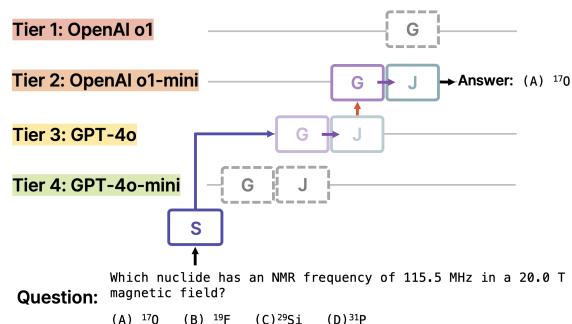 Tier 1: OpenAI o1
G
Tier 2: OpenAI o1-mini
G
J
Answer: (A) ¹⁷O
Tier 3: GPT-4o
G
J
Tier 4: GPT-4o-mini
G
J
S
Question:
Which nuclide has an NMR frequency of 115.5 MHz in a 20.0 T
magnetic field?
(A) ¹⁷O (B) ¹⁹F (C)²⁹Si (D)³¹P